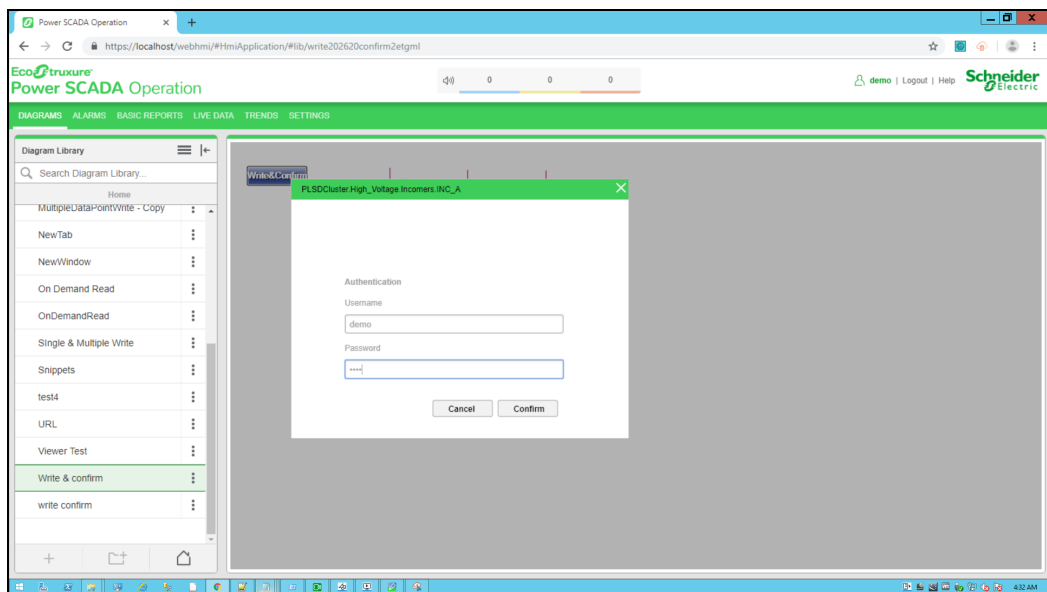 Power SCADA Operation
https://localhost/webhmi/#HmiApplication/#lib/write202620confirm2etgml
EcoStruxure
Power SCADA Operation
0 0 0
demo | Logout | Help
Schneider
Electric
DIAGRAMS ALARMS BASIC REPORTS LIVE DATA TRENDS SETTINGS
Diagram Library
Search Diagram Library...
Home
MultipleDataPointWrite - Copy
NewTab
NewWindow
On Demand Read
OnDemandRead
SIngle & Multiple Write
Snippets
test4
URL
Viewer Test
Write & confirm
write confirm
Write&Confirm
PLSDCluster.High_Voltage.Incomers.INC_A
Authentication
Username
demo
Password
••••
Cancel Confirm
4:32 AM